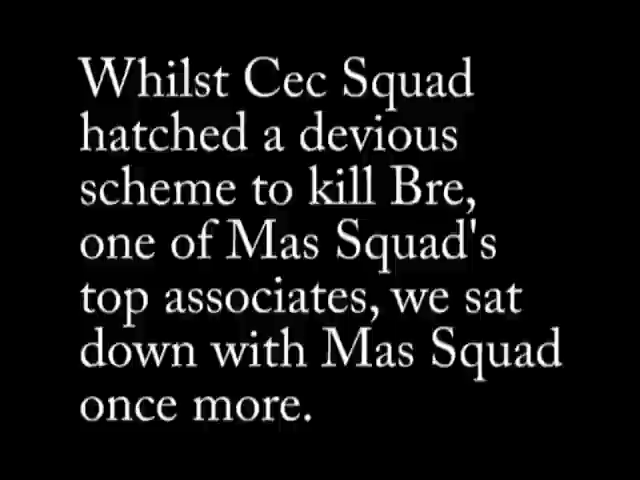 Whilst Cec Squad
hatched a devious
scheme to kill Bre,
one of Mas Squad's
top associates, we sat
down with Mas Squad
once more.